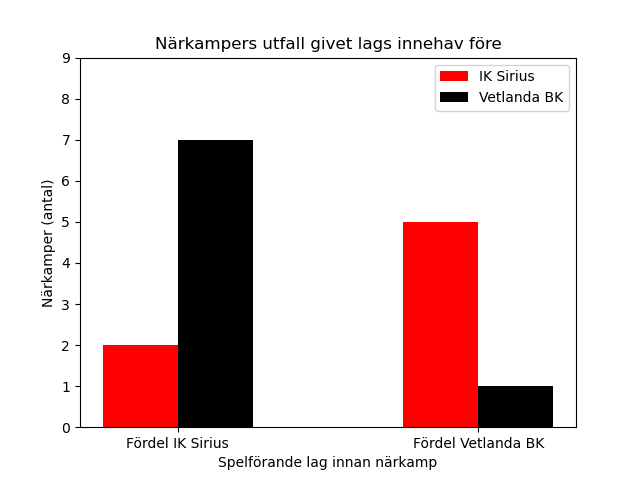 Närkampers utfall givet lags innehav före
IK Sirius
Vetlanda BK
Närkamper (antal)
9
8
7
6
5
4
3
2
1
0
Fördel IK Sirius
Fördel Vetlanda BK
Spelförande lag innan närkamp